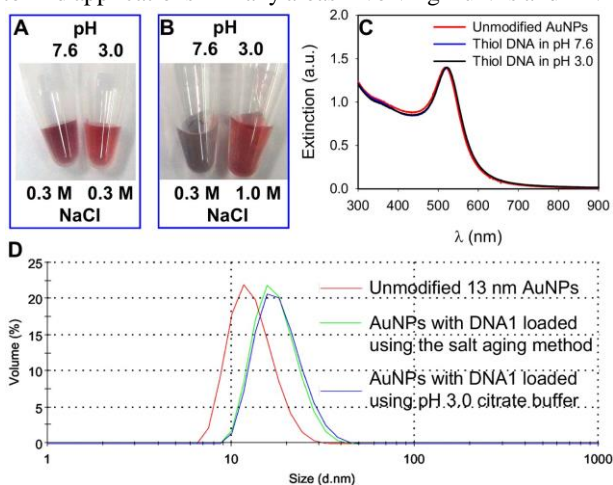 A
pH
7.6 3.0
0.3 M 0.3 M
NaCl
B
pH
7.6 3.0
0.3 M 1.0 M
NaCl
C
Unmodified AuNPs
Thiol DNA in pH 7.6
Thiol DNA in pH 3.0
Extinction (a.u.)
1.5
1.0
0.5
0.0
300 400 500 600 700 800 900
λ (nm)
D
Unmodified 13 nm AuNPs
AuNPs with DNA1 loaded
using the salt aging method
AuNPs with DNA1 loaded
using pH 3.0 citrate buffer
Volume (%)
25
20
15
10
5
0
1 10 100 1000
Size (d.nm)